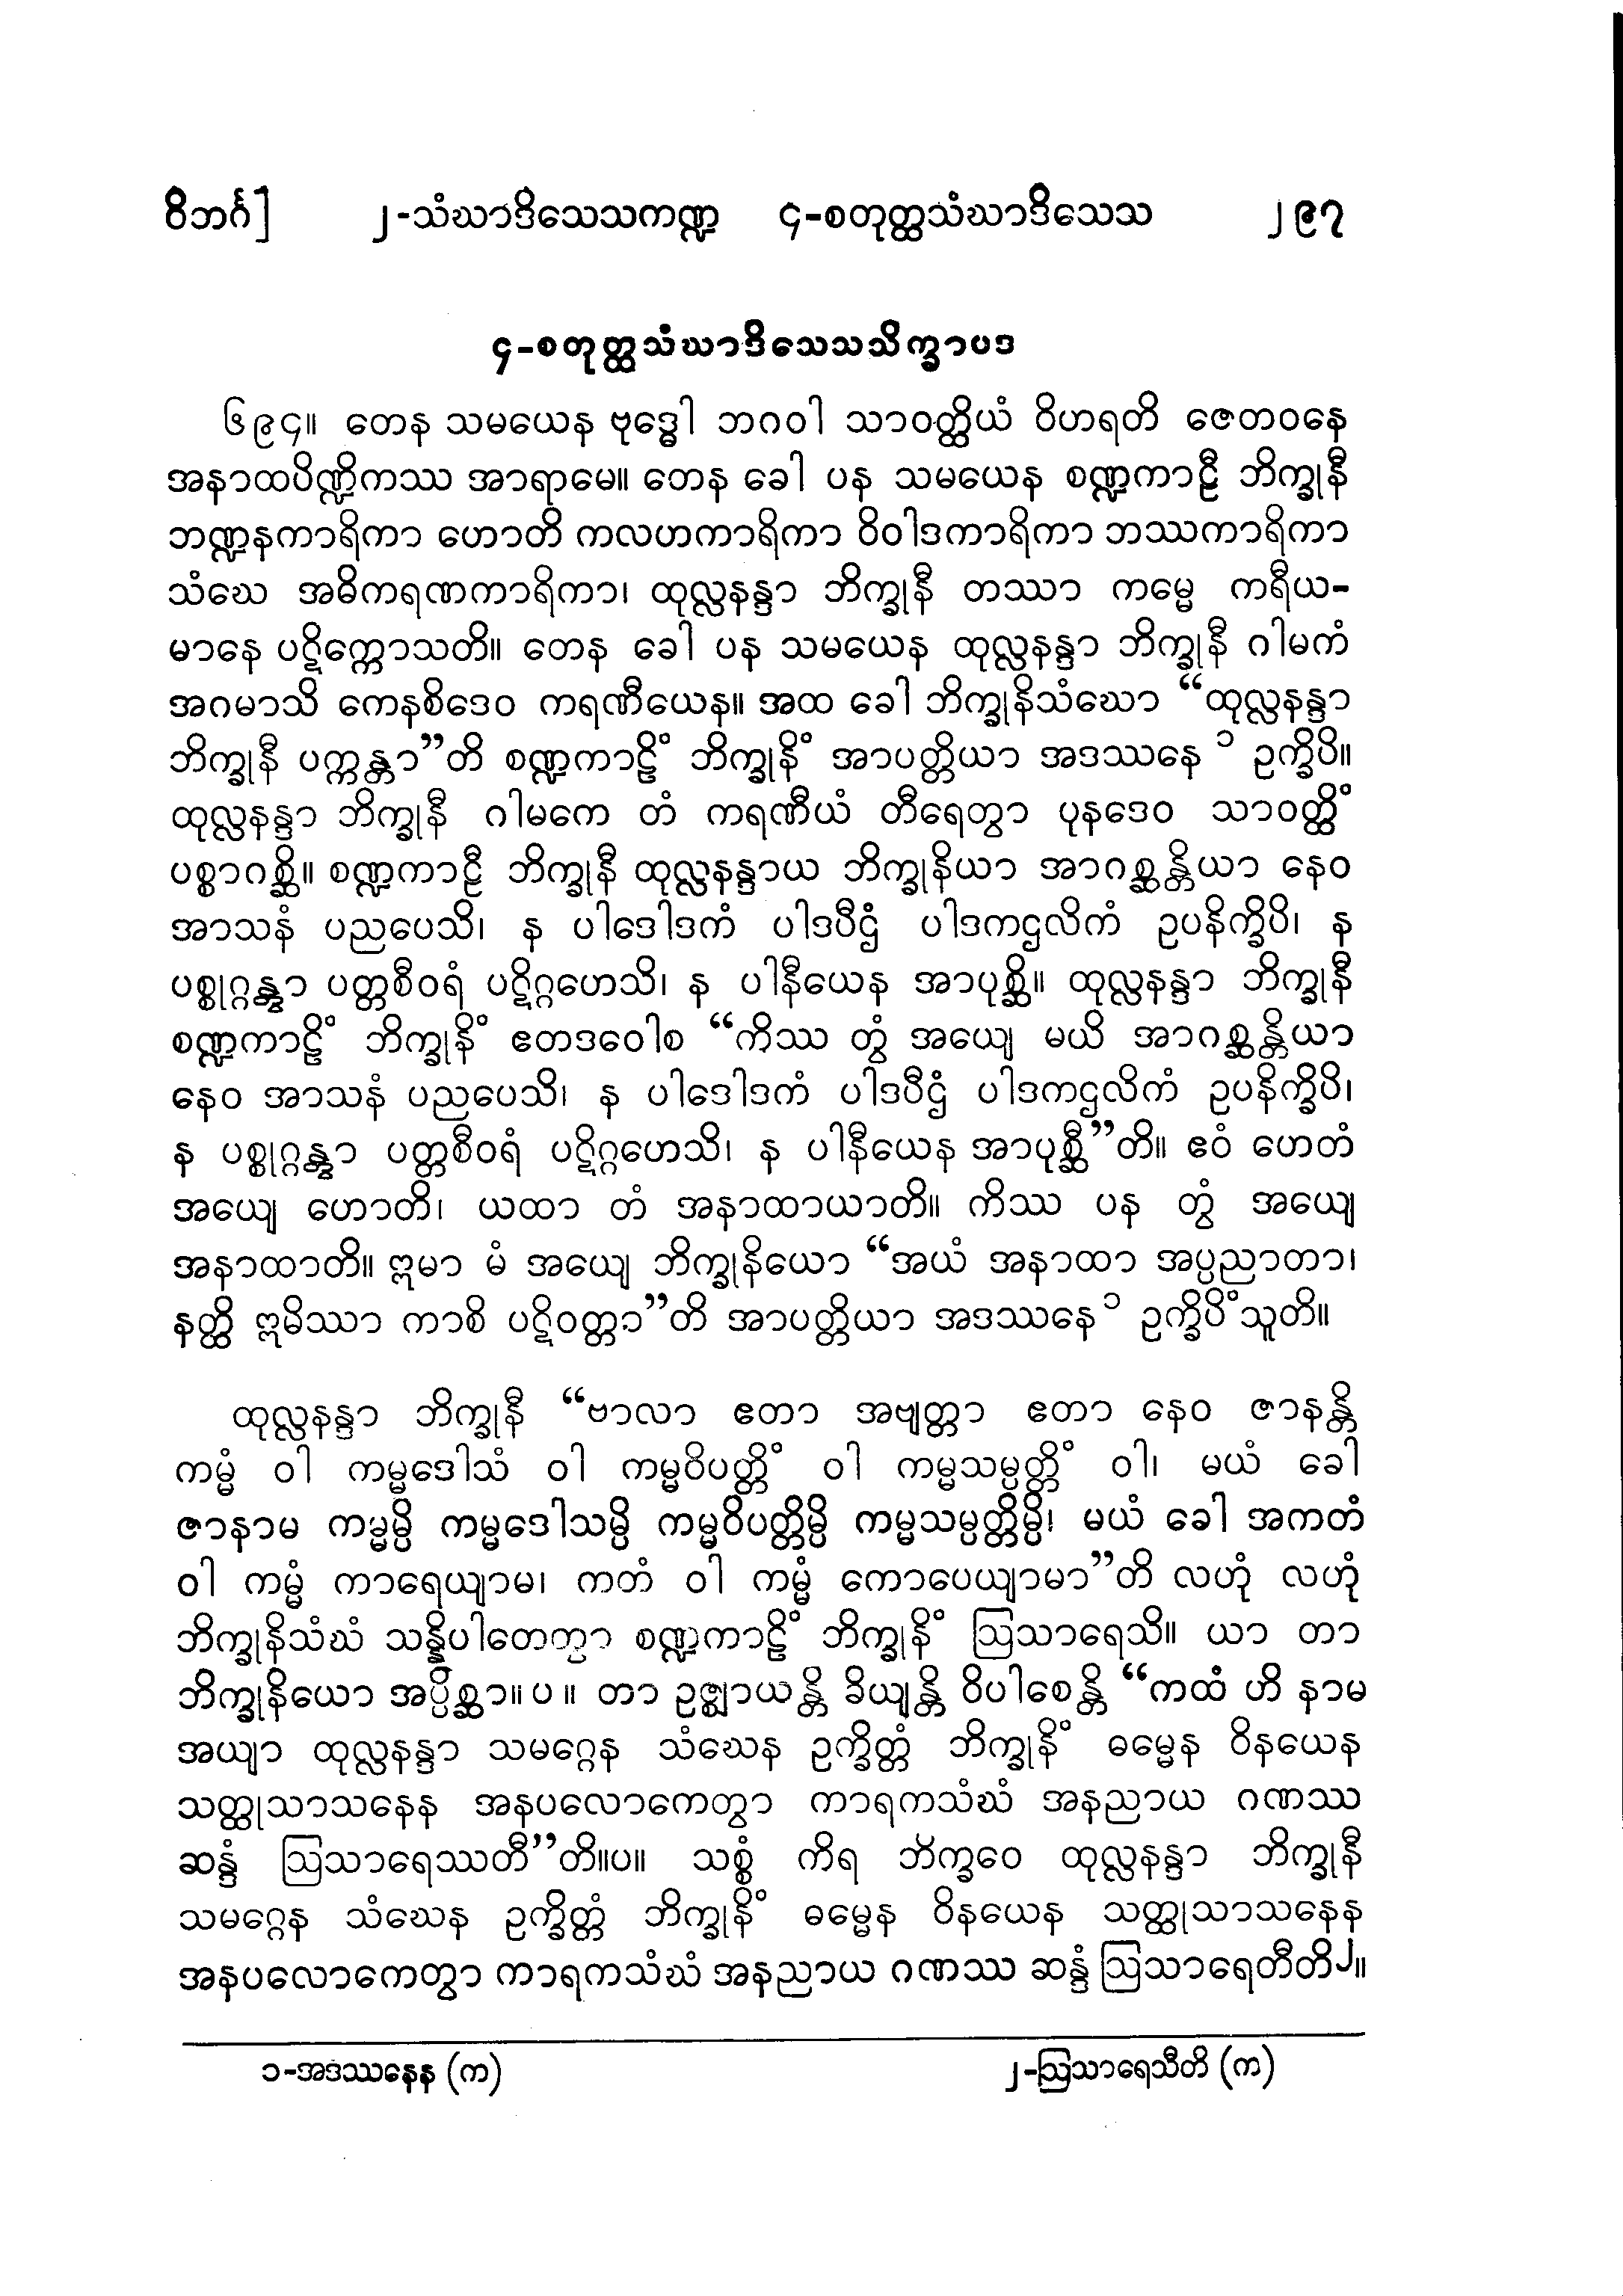 ဝိဘင်္ဂ] ၂-သံဃာဒိသေသကဏ္ဍ ၄-စတုတ္ထသံဃာဒိသေသ ၂၉၇
၄-စတုတ္ထသံဃာဒိသေသသိက္ခာပဒ
၆၉၄။ တေန သမယေန ဗုဒ္ဓေါ ဘဂဝါ သာဝတ္ထိယံ ဝိဟရတိ ဇေတဝနေ
အနာထပိဏ္ဍိကဿ အာရာမေ။ တေန ခေါ ပန သမယေန စဏ္ဍကာဠီ ဘိက္ခုနီ
ဘဏ္ဍနကာရိကာ ဟောတိ ကလဟကာရိကာ ဝိဝါဒကာရိကာ ဘဿကာရိကာ
သံဃေ အဓိကရဏကာရိကာ၊ ထုလ္လနန္ဒာ ဘိက္ခုနီ တဿာ ကမ္မေ ကရီယ-
မာနေ ပဋိက္ကောသတိ။ တေန ခေါ ပန သမယေန ထုလ္လနန္ဒာ ဘိက္ခုနီ ဂါမကံ
အဂမာသိ ကေနစိဒေဝ ကရဏီယေန။ အထ ခေါ ဘိက္ခုနိသံဃော “ထုလ္လနန္ဒာ
ဘိက္ခုနီ ပက္ကန္တာ”တိ စဏ္ဍကာဠိံ ဘိက္ခုနိံ အာပတ္တိယာ အဒဿနေ ၁ ဥက္ခိပိ။
ထုလ္လနန္ဒာ ဘိက္ခုနီ ဂါမကေ တံ ကရဏီယံ တီရေတွာ ပုနဒေဝ သာဝတ္ထိံ
ပစ္စာဂစ္ဆိ။ စဏ္ဍကာဠီ ဘိက္ခုနီ ထုလ္လနန္ဒာယ ဘိက္ခုနိယာ အာဂစ္ဆန္တိယာ နေဝ
အာသနံ ပညပေသိ၊ န ပါဒေါဒကံ ပါဒပီဌံ ပါဒကဌလိကံ ဥပနိက္ခိပိ၊ န
ပစ္စုဂ္ဂန္တွာ ပတ္တစီဝရံ ပဋိဂ္ဂဟေသိ၊ န ပါနီယေန အာပုစ္ဆိ။ ထုလ္လနန္ဒာ ဘိက္ခုနီ
စဏ္ဍကာဠိံ ဘိက္ခုနိံ ဧတဒဝေါစ “ကိဿ တွံ အယျေ မယိ အာဂစ္ဆန္တိယာ
နေဝ အာသနံ ပညပေသိ၊ န ပါဒေါဒကံ ပါဒပီဌံ ပါဒကဌလိကံ ဥပနိက္ခိပိ၊
န ပစ္စုဂ္ဂန္တွာ ပတ္တစီဝရံ ပဋိဂ္ဂဟေသိ၊ န ပါနီယေန အာပုစ္ဆီ”တိ။ ဧဝံ ဟေတံ
အယျေ ဟောတိ၊ ယထာ တံ အနာထာယာတိ။ ကိဿ ပန တွံ အယျေ
အနာထာတိ။ ဣမာ မံ အယျေ ဘိက္ခုနိယော “အယံ အနာထာ အပ္ပညာတာ၊
နတ္ထိ ဣမိဿာ ကာစိ ပဋိဝတ္တာ”တိ အာပတ္တိယာ အဒဿနေ ၁ ဥက္ခိပိံသူတိ။
ထုလ္လနန္ဒာ ဘိက္ခုနီ “ဗာလာ ဧတာ အဗျတ္တာ ဧတာ နေဝ ဇာနန္တိ
ကမ္မံ ဝါ ကမ္မဒေါသံ ဝါ ကမ္မဝိပတ္တိံ ဝါ ကမ္မသမ္ပတ္တိံ ဝါ၊ မယံ ခေါ
ဇာနာမ ကမ္မမ္ပိ ကမ္မဒေါသမ္ပိ ကမ္မဝိပတ္တိမ္ပိ ကမ္မသမ္ပတ္တိမ္ပိ၊ မယံ ခေါ အကတံ
ဝါ ကမ္မံ ကာရေယျာမ၊ ကတံ ဝါ ကမ္မံ ကောပေယျာမာ”တိ လဟုံ လဟုံ
ဘိက္ခုနိသံဃံ သန္နိပါတေတွာ စဏ္ဍကာဠိံ ဘိက္ခုနိံ ဩသာရေသိ။ ယာ တာ
ဘိက္ခုနိယော အပ္ပိစ္ဆာ။ ပ ။ တာ ဥဇ္ဈာယန္တိ ခိယျန္တိ ဝိပါစေန္တိ “ကထံ ဟိ နာမ
အယျာ ထုလ္လနန္ဒာ သမဂ္ဂေန သံဃေန ဥက္ခိတ္တံ ဘိက္ခုနိံ ဓမ္မေန ဝိနယေန
သတ္ထုသာသနေန အနပလောကေတွာ ကာရကသံဃံ အနညာယ ဂဏဿ
ဆန္ဒံ ဩသာရေဿတီ”တိ။ပ။ သစ္စံ ကိရ ဘိက္ခဝေ ထုလ္လနန္ဒာ ဘိက္ခုနီ
သမဂ္ဂေန သံဃေန ဥက္ခိတ္တံ ဘိက္ခုနိံ ဓမ္မေန ဝိနယေန သတ္ထုသာသနေန
အနပလောကေတွာ ကာရကသံဃံ အနညာယ ဂဏဿ ဆန္ဒံ ဩသာရေတီတိ၂။
၁-အဒဿနေန (က) ၂-ဩသာရေသီတိ (က)